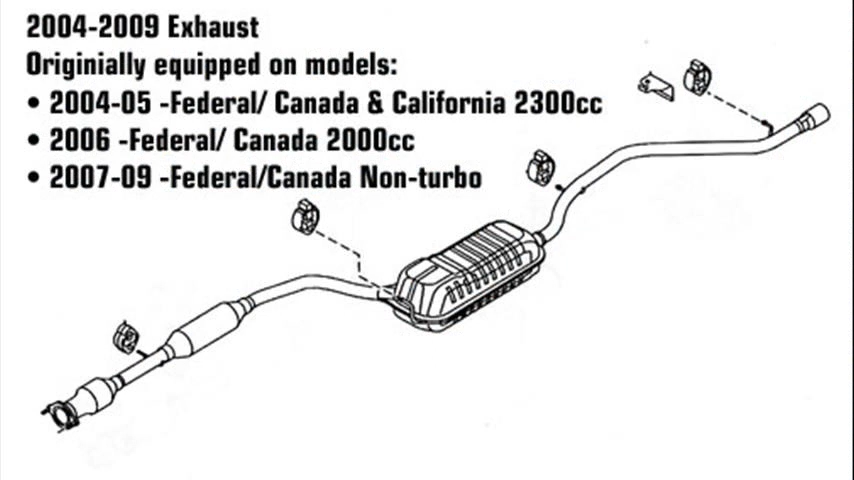 2004-2009 Exhaust
Originially equipped on models:
• 2004-05 -Federal/ Canada & California 2300cc
• 2006 -Federal/ Canada 2000cc
• 2007-09 -Federal/Canada Non-turbo